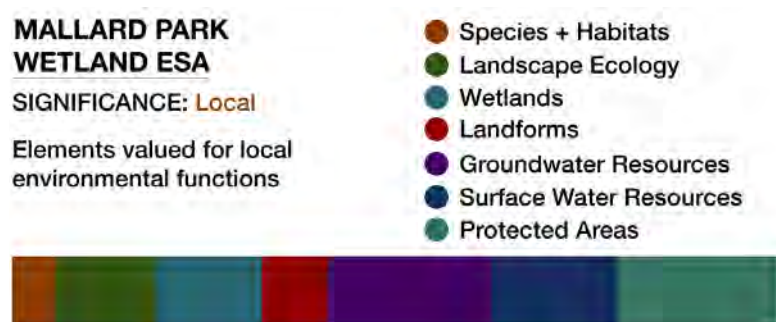 MALLARD PARK
WETLAND ESA
SIGNIFICANCE: Local
Elements valued for local
environmental functions
Species + Habitats
Landscape Ecology
Wetlands
Landforms
Groundwater Resources
Surface Water Resources
Protected Areas